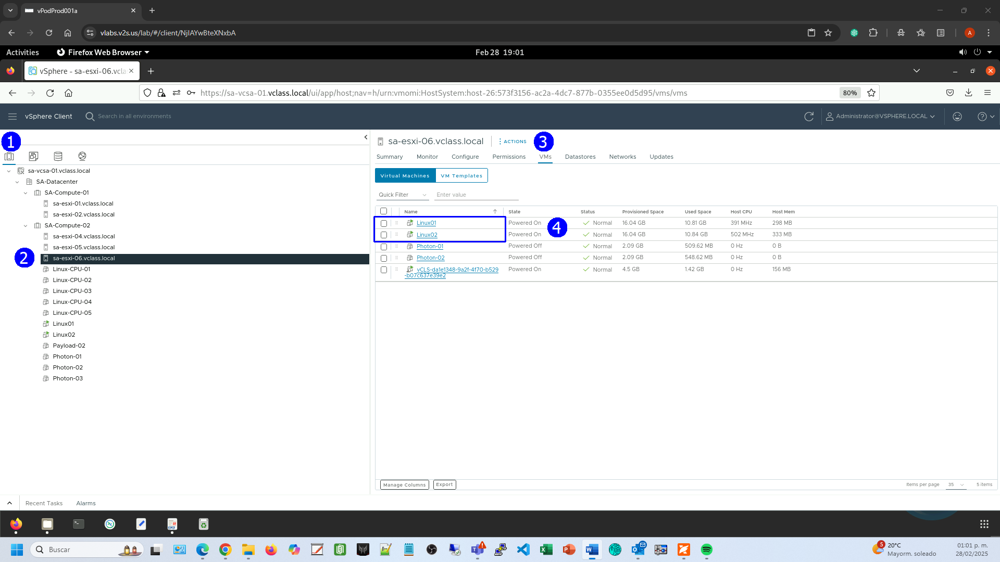 vPodProd001a
vlabs.v2s.us/lab/#/client/NjIAYwBteXNxbA
A
Activities
Firefox Web Browser
Feb 28 19:01
vSphere - sa-esxi-06.vcla
https://sa-vcsa-01.vclass.local/ui/app/host;nav=h/urn:vmomi:HostSystem:host-26:573f3156-ac2a-4dc7-877b-0355ee0d5d95/vms/vms
80%
vSphere Client
Search in all environments
Administrator@VSPHERE.LOCAL
1
sa-vcsa-01.vclass.local
SA-Datacenter
SA-Compute-01
sa-esxi-01.vclass.local
sa-esxi-02.vclass.local
SA-Compute-02
sa-esxi-04.vclass.local
sa-esxi-05.vclass.local
2
sa-esxi-06.vclass.local
Linux-CPU-01
Linux-CPU-02
Linux-CPU-03
Linux-CPU-04
Linux-CPU-05
Linux01
Linux02
Payload-02
Photon-01
Photon-02
Photon-03
sa-esxi-06.vclass.local
ACTIONS
3
Summary Monitor Configure Permissions VMs Datastores Networks Updates
Virtual Machines VM Templates
Quick Filter Enter value
Name State Status Provisioned Space Used Space Host CPU Host Mem
Linux01 Powered On Normal 16.04 GB 10.81 GB 391 MHz 298 MB
4
Linux02 Powered On Normal 16.04 GB 10.84 GB 502 MHz 333 MB
Photon-01 Powered Off Normal 2.09 GB 509.62 MB 0 Hz 0 B
Photon-02 Powered Off Normal 2.09 GB 548.62 MB 0 Hz 0 B
vCLS-da1e1348-9a2f-4f70-b529 Powered On Normal 4.5 GB 1.42 GB 0 Hz 156 MB
-b07c637e39e2
Manage Columns Export
Items per page 35 5 items
Recent Tasks Alarms
Buscar
5
20°C
Mayorm. soleado
01:01 p. m.
28/02/2025